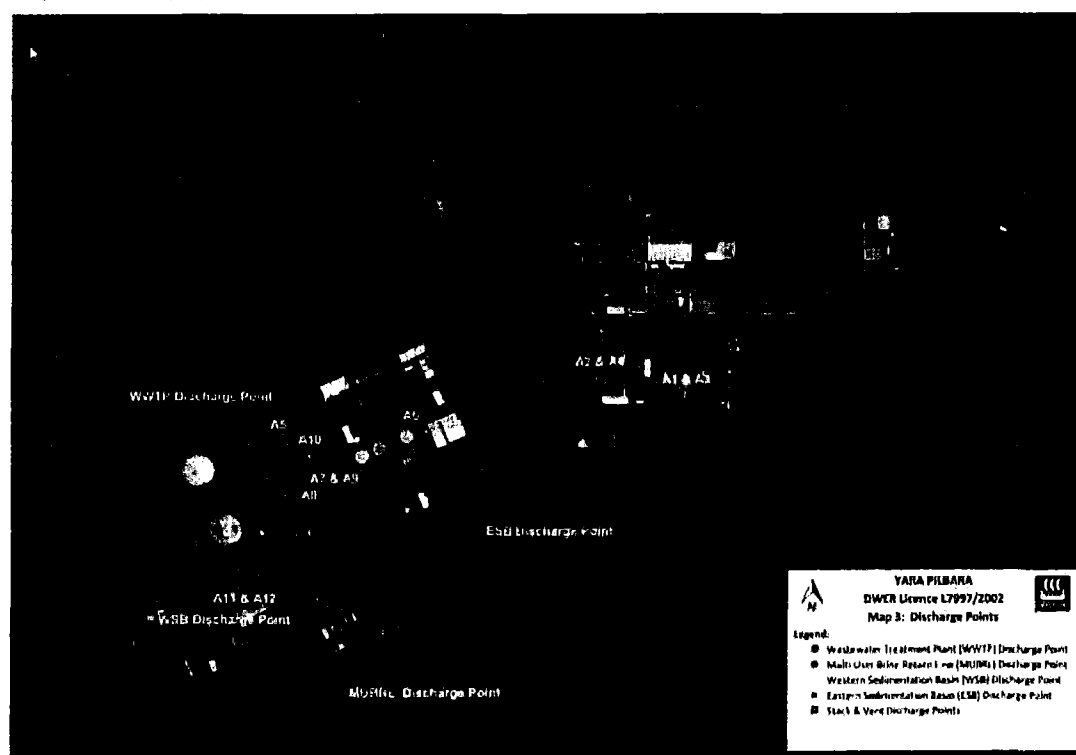 WWTP Discharge Point
A5
A10
A6
A7 & A9
A8
A2 & A4
A1 & A3
ESB Discharge Point
A11 & A12
WSB Discharge Point
MUBRL Discharge Point
N
YARA PILBARA
DWER Licence L7997/2002
Map 3: Discharge Points
Legend:
Wastewater Treatment Plant (WWTP) Discharge Point
Multi User Brine Return Line (MUBRL) Discharge Point
Western Sedimentation Basin (WSB) Discharge Point
Eastern Sedimentation Basin (ESB) Discharge Point
Stack & Vent Discharge Points